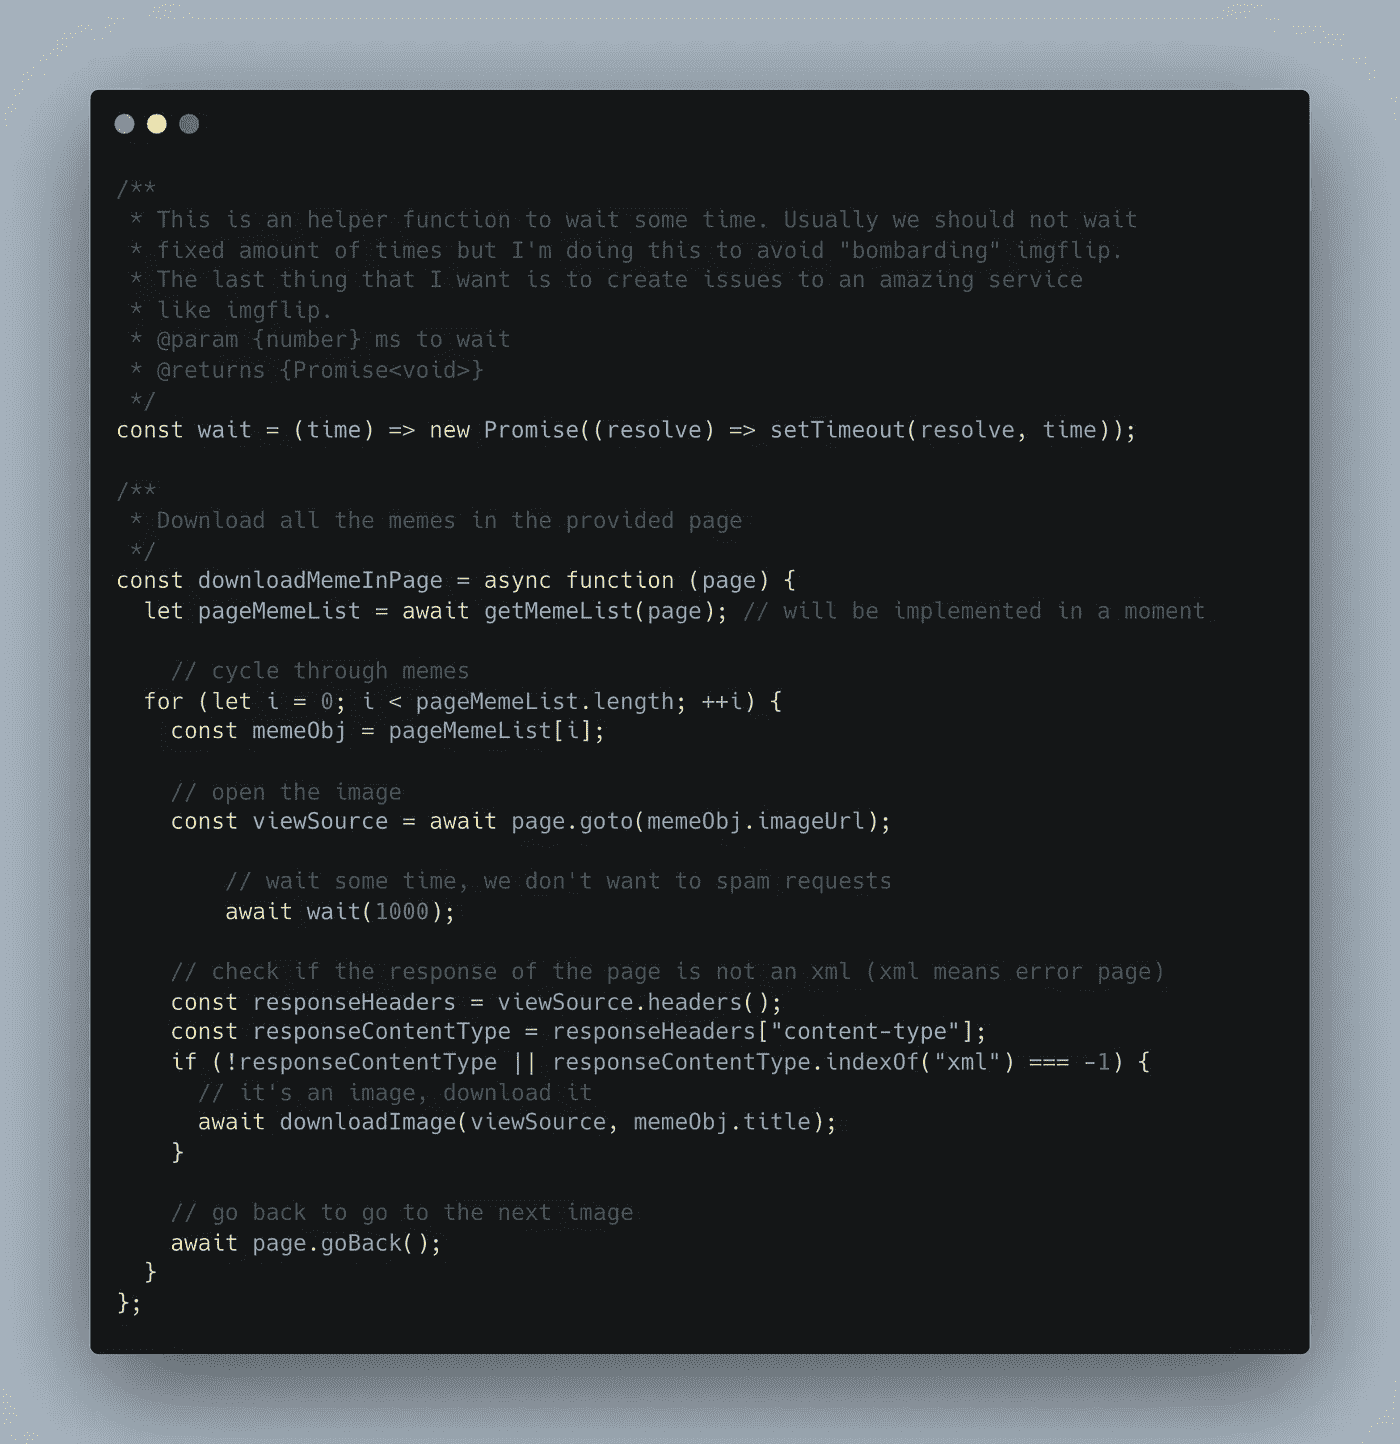 /**
 * This is an helper function to wait some time. Usually we should not wait
 * fixed amount of times but I'm doing this to avoid "bombarding" imgflip.
 * The last thing that I want is to create issues to an amazing service
 * like imgflip.
 * @param {number} ms to wait
 * @returns {Promise<void>}
 */
const wait = (time) => new Promise((resolve) => setTimeout(resolve, time));

/**
 * Download all the memes in the provided page
 */
const downloadMemeInPage = async function (page) {
  let pageMemeList = await getMemeList(page); // will be implemented in a moment

    // cycle through memes
  for (let i = 0; i < pageMemeList.length; ++i) {
    const memeObj = pageMemeList[i];

    // open the image
    const viewSource = await page.goto(memeObj.imageUrl);

        // wait some time, we don't want to spam requests
        await wait(1000);

    // check if the response of the page is not an xml (xml means error page)
    const responseHeaders = viewSource.headers();
    const responseContentType = responseHeaders["content-type"];
    if (!responseContentType || responseContentType.indexOf("xml") === -1) {
      // it's an image, download it
      await downloadImage(viewSource, memeObj.title);
    }

    // go back to go to the next image
    await page.goBack();
  }
};